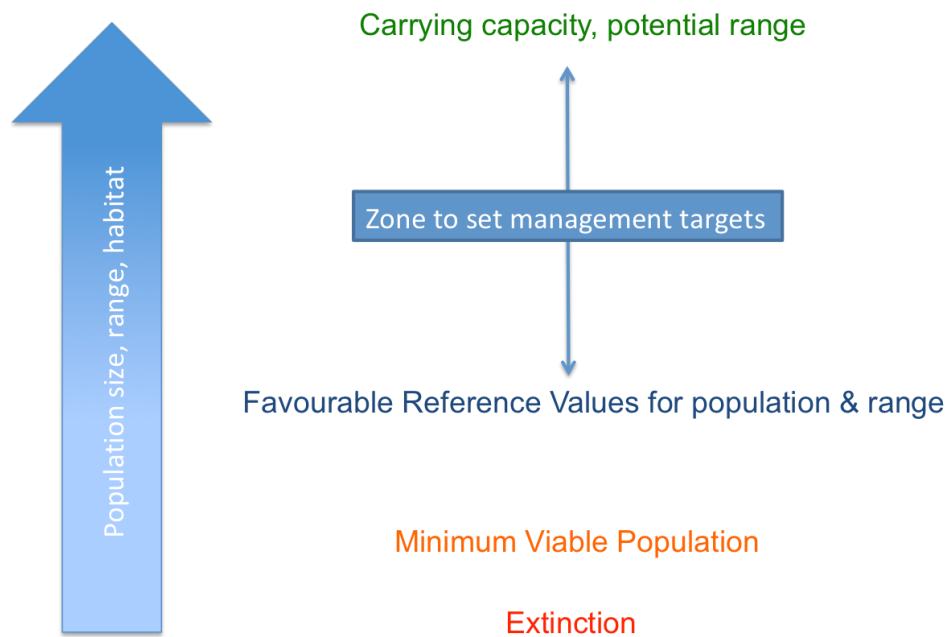 Carrying capacity, potential range
Population size, range, habitat
Zone to set management targets
Favourable Reference Values for population & range
Minimum Viable Population
Extinction